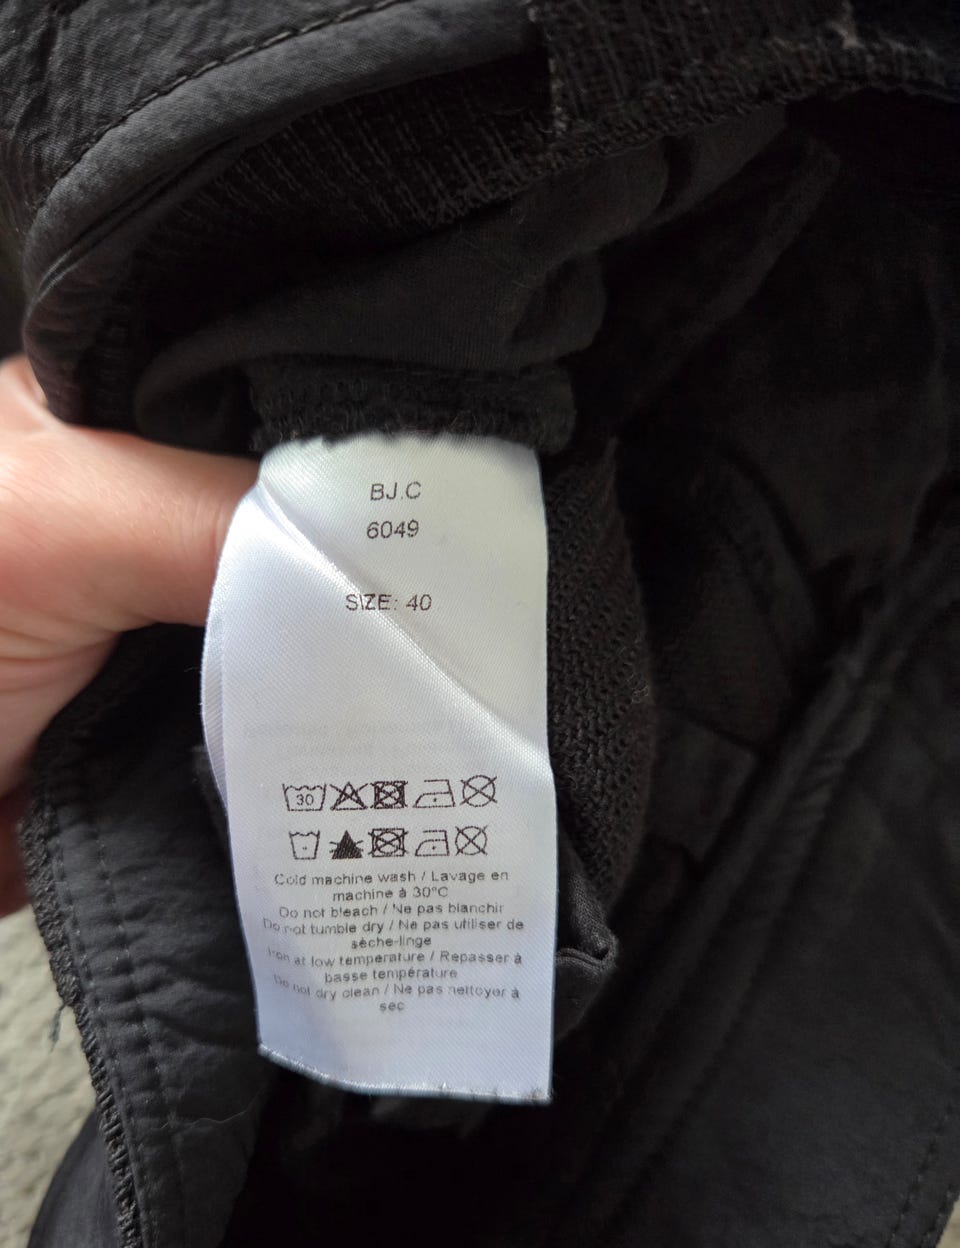 BJ.C
6049
SIZE: 40
30
Cold machine wash / Lavage en
machine à 30°C
Do not bleach / Ne pas blanchir
Do not tumble dry / Ne pas utiliser de
sèche-linge
Iron at low temperature / Repasser à
basse température
Do not dry clean / Ne pas nettoyer à
sec